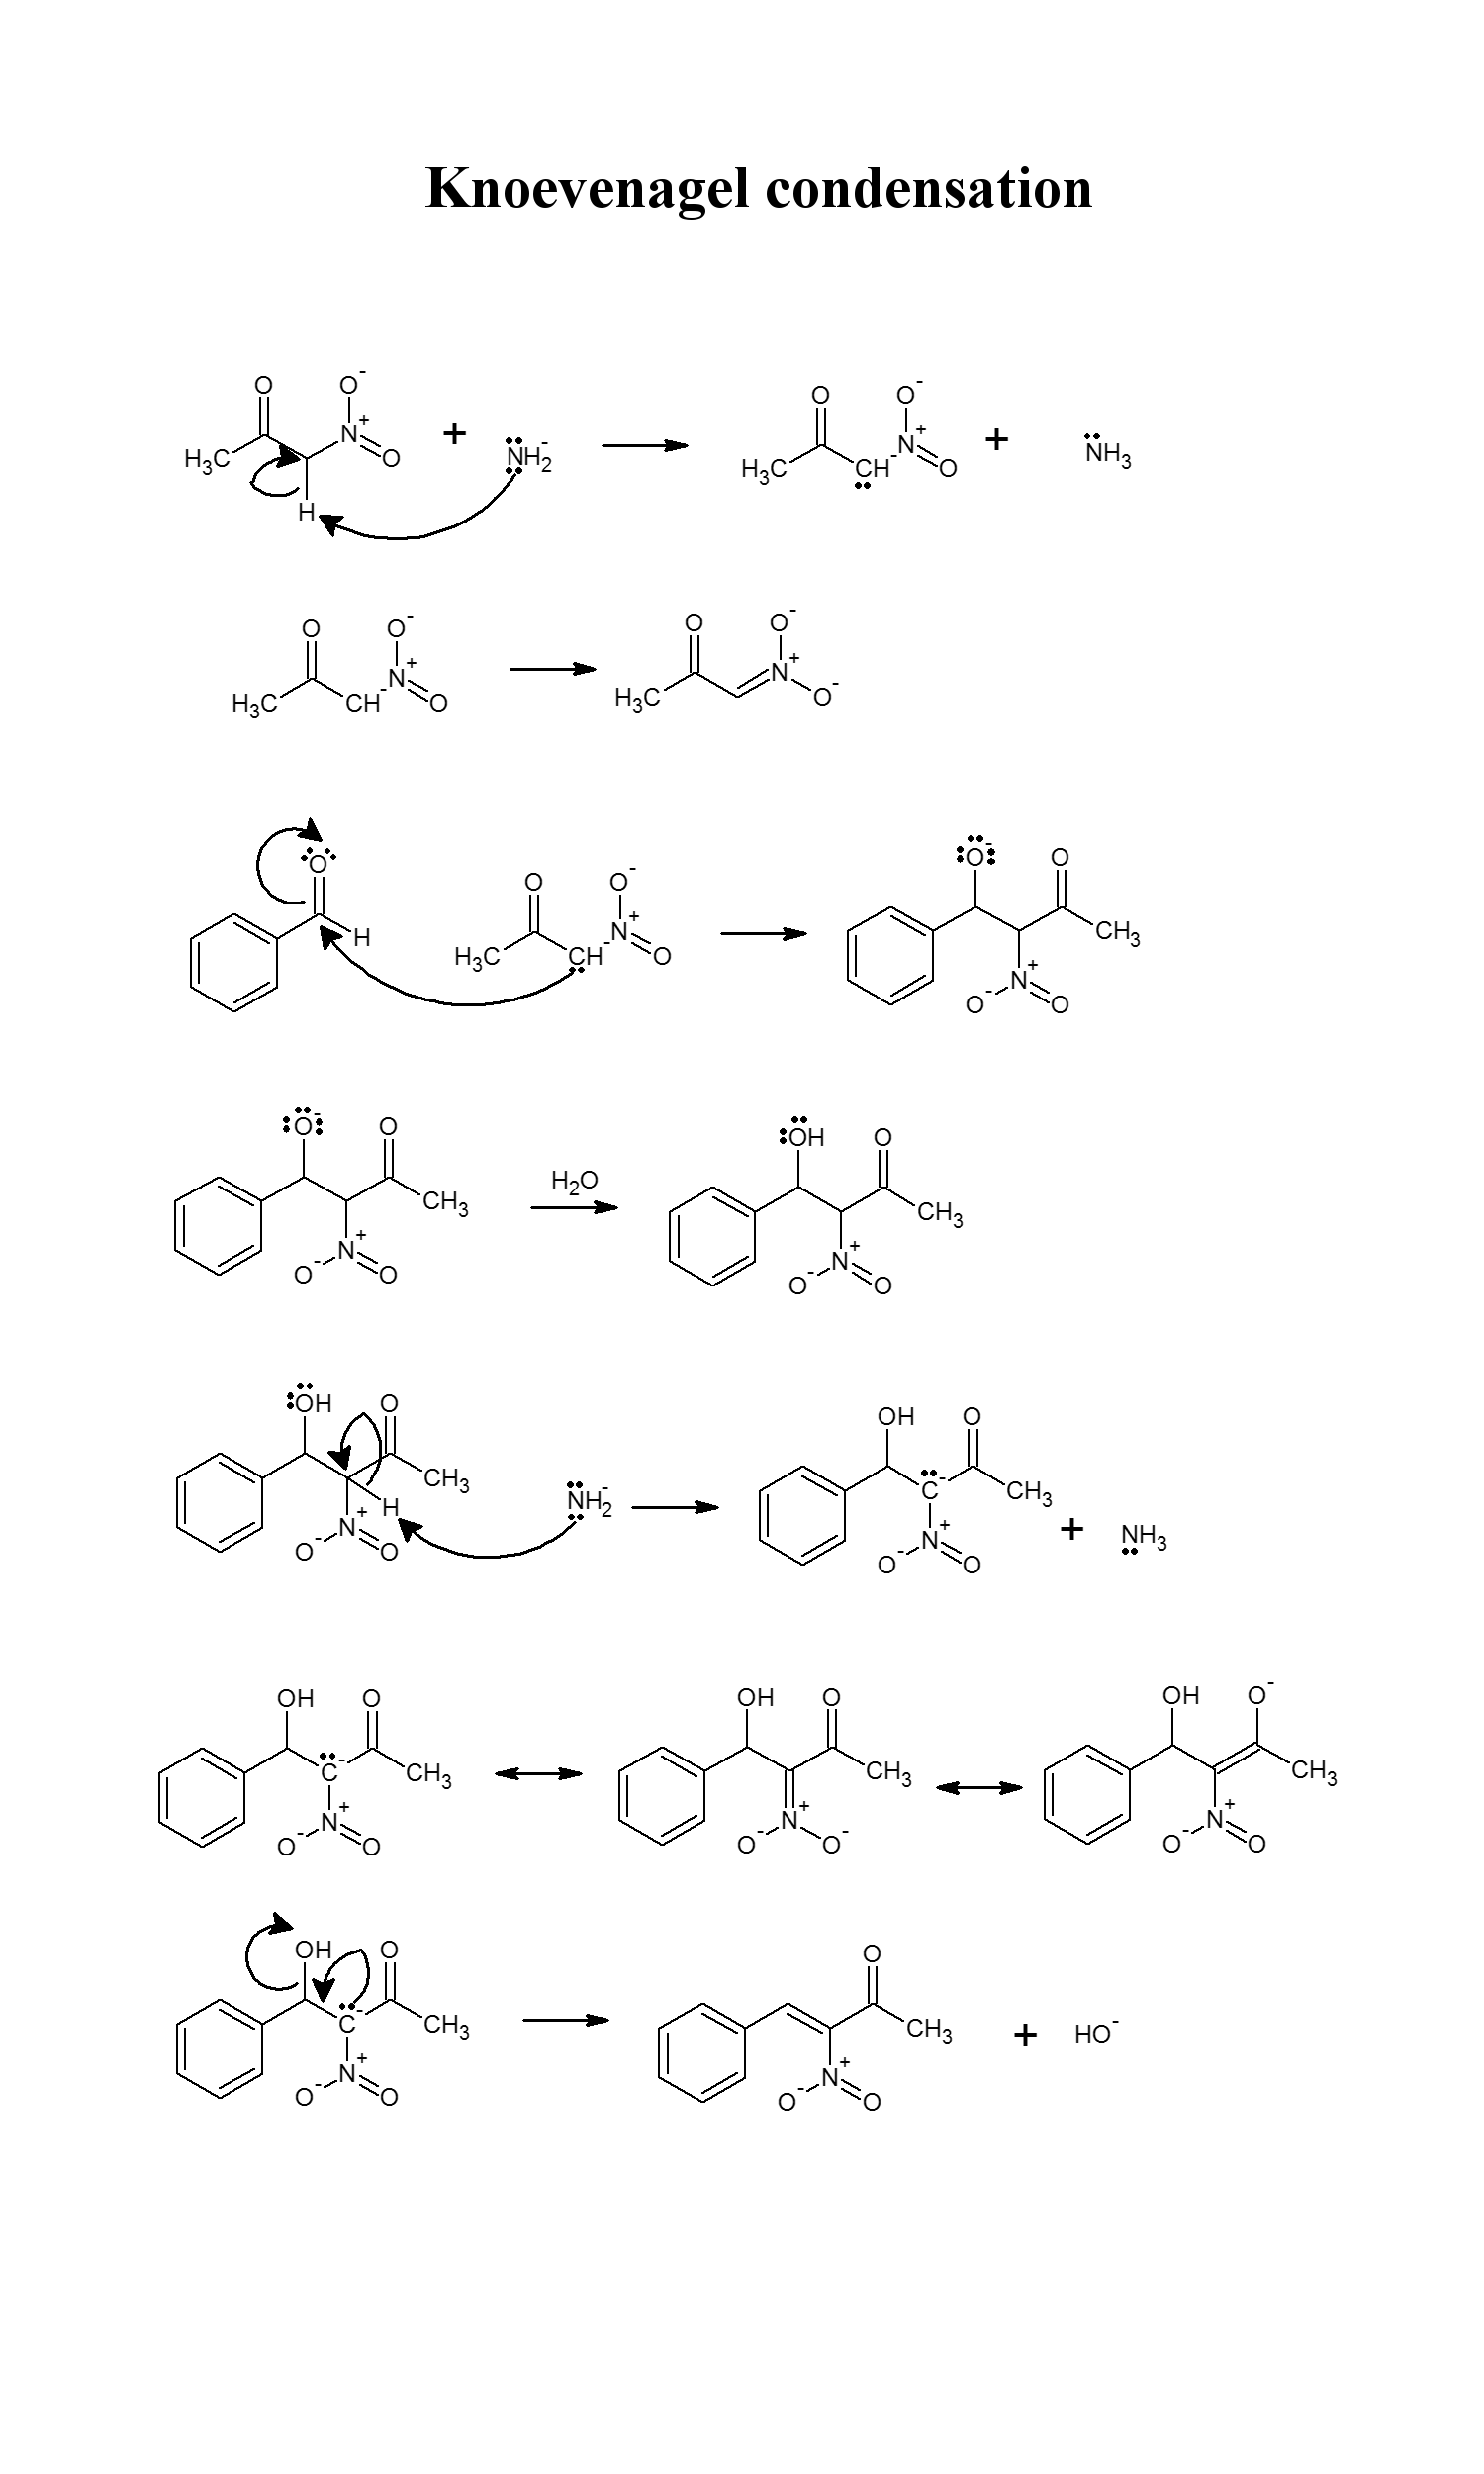 Knoevenagel condensation
O O-
H3C N+ O H + NH2- → H3C O CH- N+ O- O + NH3
O O-
H3C CH- N+ O → O O- H3C N+ O-
O H O O- H3C CH- N+ O → O- O CH3 N+ O- O
O- O CH3 N+ O- O H2O → OH O CH3 N+ O- O
OH O CH3 H N+ O- O NH2- → OH O C- CH3 N+ O- O + NH3
OH O C- CH3 N+ O- O ↔ OH O CH3 N+ O- O- ↔ OH O- CH3 N+ O- O
OH O C- CH3 N+ O- O → O CH3 N+ O- O + HO-